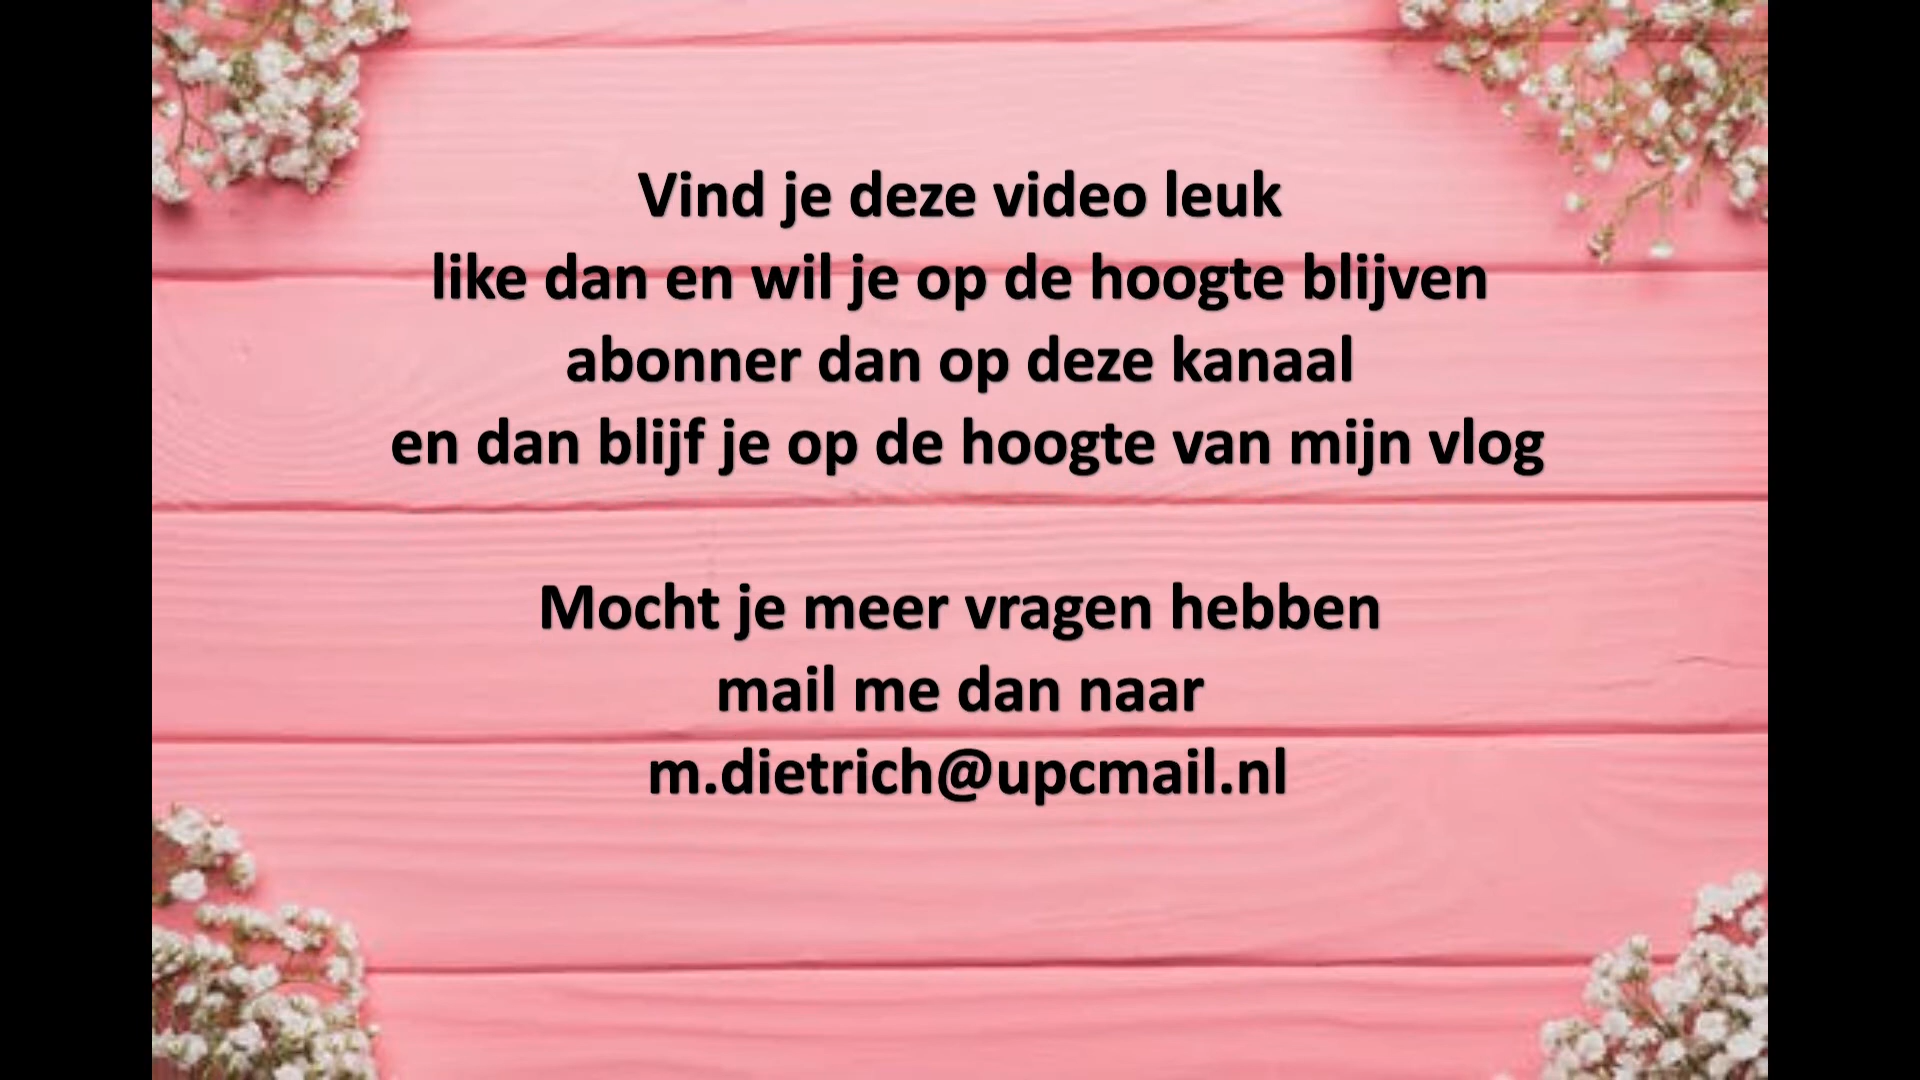 Vind je deze video leuk
like dan en wil je op de hoogte blijven
abonner dan op deze kanaal
en dan blijf je op de hoogte van mijn vlog
Mocht je meer vragen hebben
mail me dan naar
m.dietrich@upcmail.nl